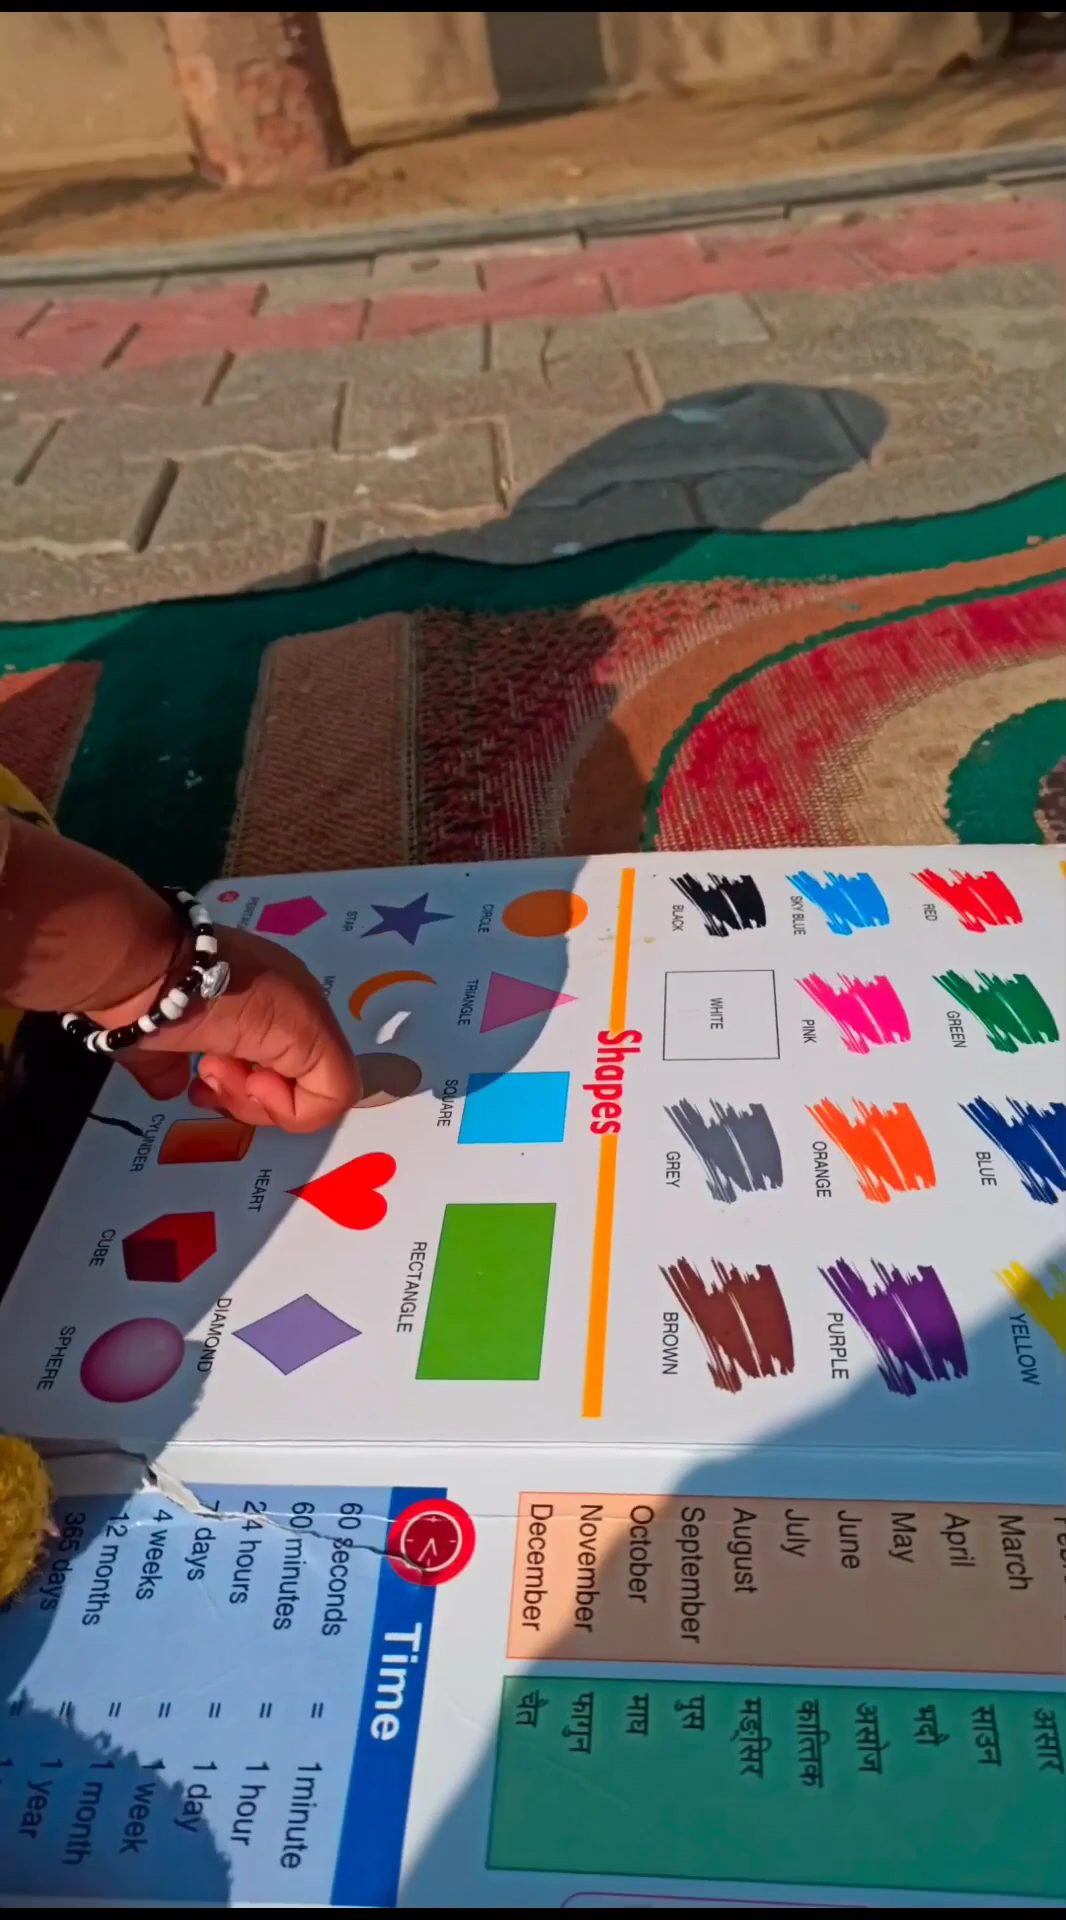 RED GREEN BLUE YELLOW
SKY BLUE PINK ORANGE PURPLE
BLACK WHITE GREY BROWN
Shapes
CIRCLE TRIANGLE SQUARE RECTANGLE
STAR HEART DIAMOND
CYLINDER CUBE SPHERE
March
April
May
June
July
August
September
October
November
December
असार
साउन
भदौ
असोज
कात्तिक
मङ्सिर
पुस
माघ
फागुन
चैत
Time
60 seconds = 1minute
60 minutes = 1 hour
24 hours = 1 day
7 days = 1 week
4 weeks = 1 month
12 months = 1 year
365 days =